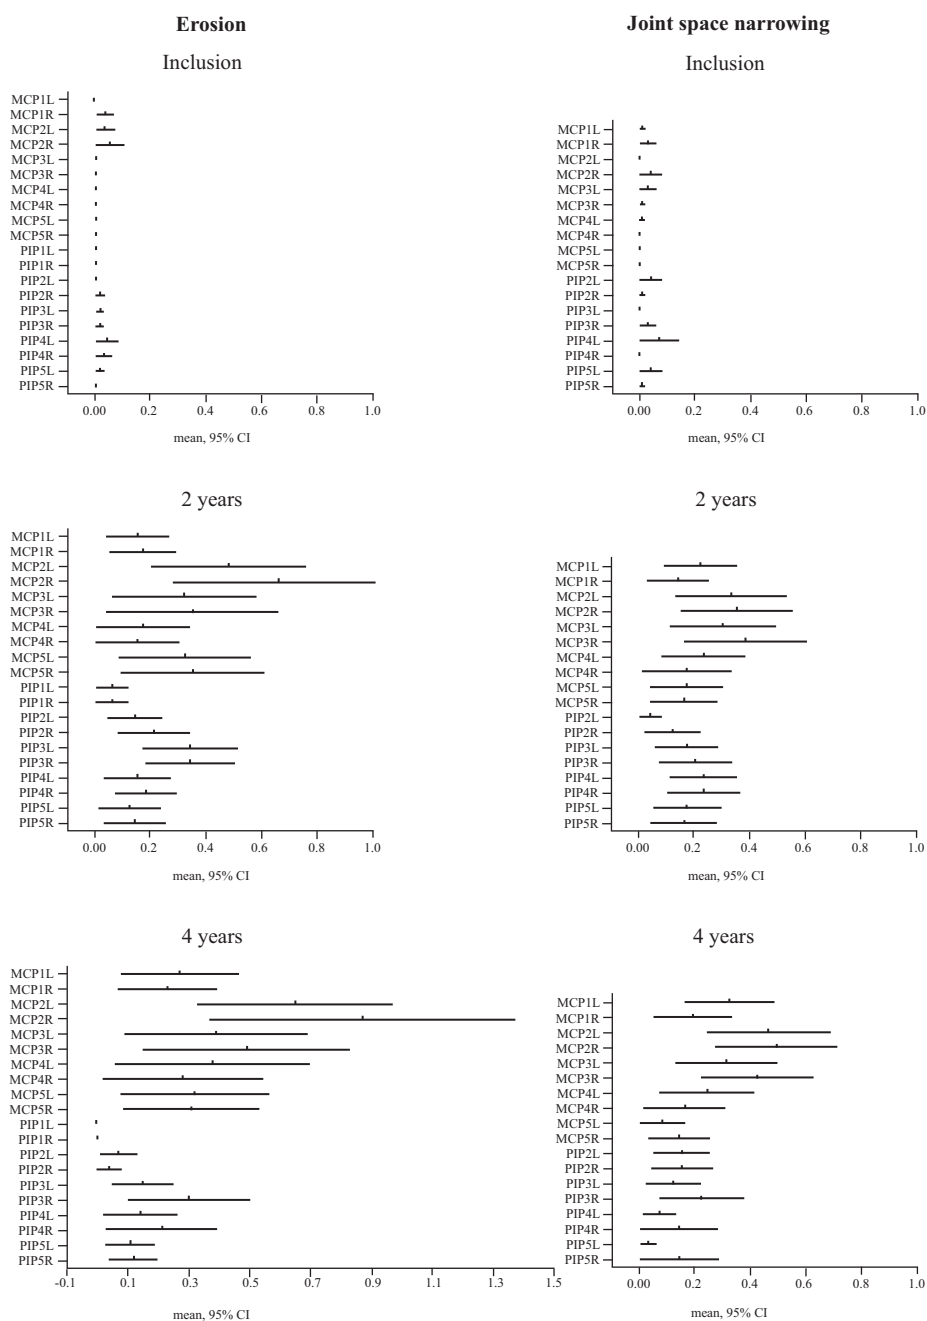 Erosion
Inclusion
MCP1L
MCP1R
MCP2L
MCP2R
MCP3L
MCP3R
MCP4L
MCP4R
MCP5L
MCP5R
PIP1L
PIP1R
PIP2L
PIP2R
PIP3L
PIP3R
PIP4L
PIP4R
PIP5L
PIP5R
0.00 0.2 0.4 0.6 0.8 1.0
mean, 95% CI
Joint space narrowing
Inclusion
MCP1L
MCP1R
MCP2L
MCP2R
MCP3L
MCP3R
MCP4L
MCP4R
MCP5L
MCP5R
PIP2L
PIP2R
PIP3L
PIP3R
PIP4L
PIP4R
PIP5L
PIP5R
0.00 0.2 0.4 0.6 0.8 1.0
mean, 95% CI
2 years
MCP1L
MCP1R
MCP2L
MCP2R
MCP3L
MCP3R
MCP4L
MCP4R
MCP5L
MCP5R
PIP1L
PIP1R
PIP2L
PIP2R
PIP3L
PIP3R
PIP4L
PIP4R
PIP5L
PIP5R
0.00 0.2 0.4 0.6 0.8 1.0
mean, 95% CI
2 years
MCP1L
MCP1R
MCP2L
MCP2R
MCP3L
MCP3R
MCP4L
MCP4R
MCP5L
MCP5R
PIP2L
PIP2R
PIP3L
PIP3R
PIP4L
PIP4R
PIP5L
PIP5R
0.00 0.2 0.4 0.6 0.8 1.0
mean, 95% CI
4 years
MCP1L
MCP1R
MCP2L
MCP2R
MCP3L
MCP3R
MCP4L
MCP4R
MCP5L
MCP5R
PIP1L
PIP1R
PIP2L
PIP2R
PIP3L
PIP3R
PIP4L
PIP4R
PIP5L
PIP5R
-0.1 0.1 0.3 0.5 0.7 0.9 1.1 1.3 1.5
mean, 95% CI
4 years
MCP1L
MCP1R
MCP2L
MCP2R
MCP3L
MCP3R
MCP4L
MCP4R
MCP5L
MCP5R
PIP2L
PIP2R
PIP3L
PIP3R
PIP4L
PIP4R
PIP5L
PIP5R
0.00 0.2 0.4 0.6 0.8 1.0
mean, 95% CI